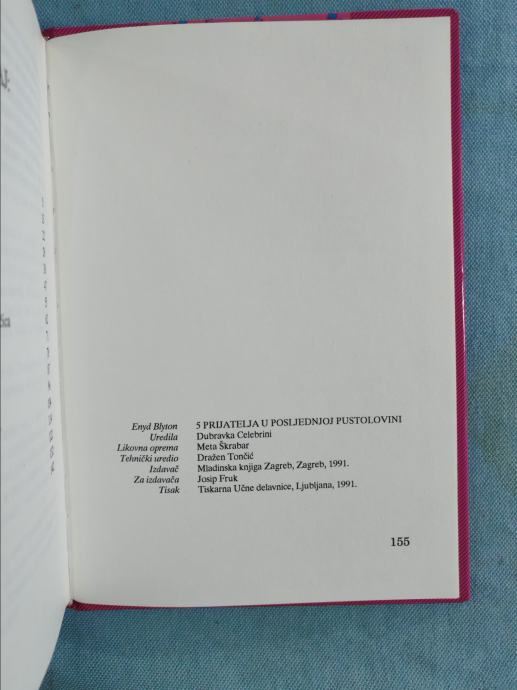 Enyd Blyton 5 PRIJATELJA U POSLJEDNJOJ PUSTOLOVINI
Uredila Dubravka Celebrini
Likovna oprema Meta Škrabar
Tehnički uredio Dražen Tončić
Izdavač Mladinska knjiga Zagreb, Zagreb, 1991.
Za izdavača Josip Fruk
Tisak Tiskarna Učne delavnice, Ljubljana, 1991.
155